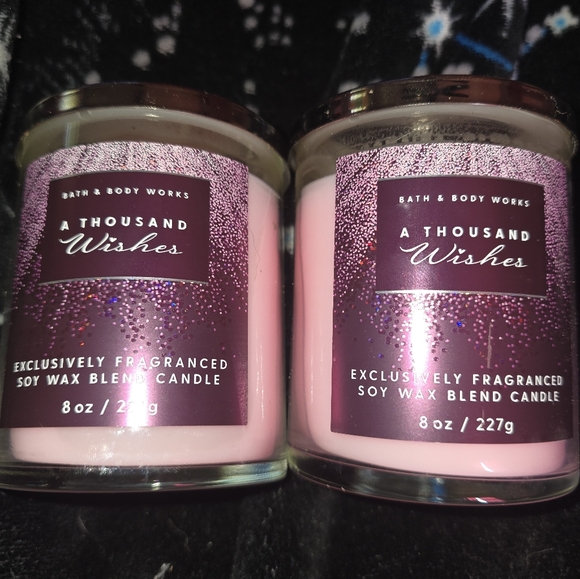 BATH & BODY WORKS
A THOUSAND
Wishes
EXCLUSIVELY FRAGRANCED
SOY WAX BLEND CANDLE
8 oz /
BATH & BODY WORKS
A THOUSAND
Wishes
EXCLUSIVELY FRAGRANCED
SOY WAX BLEND CANDLE
8 oz / 227g